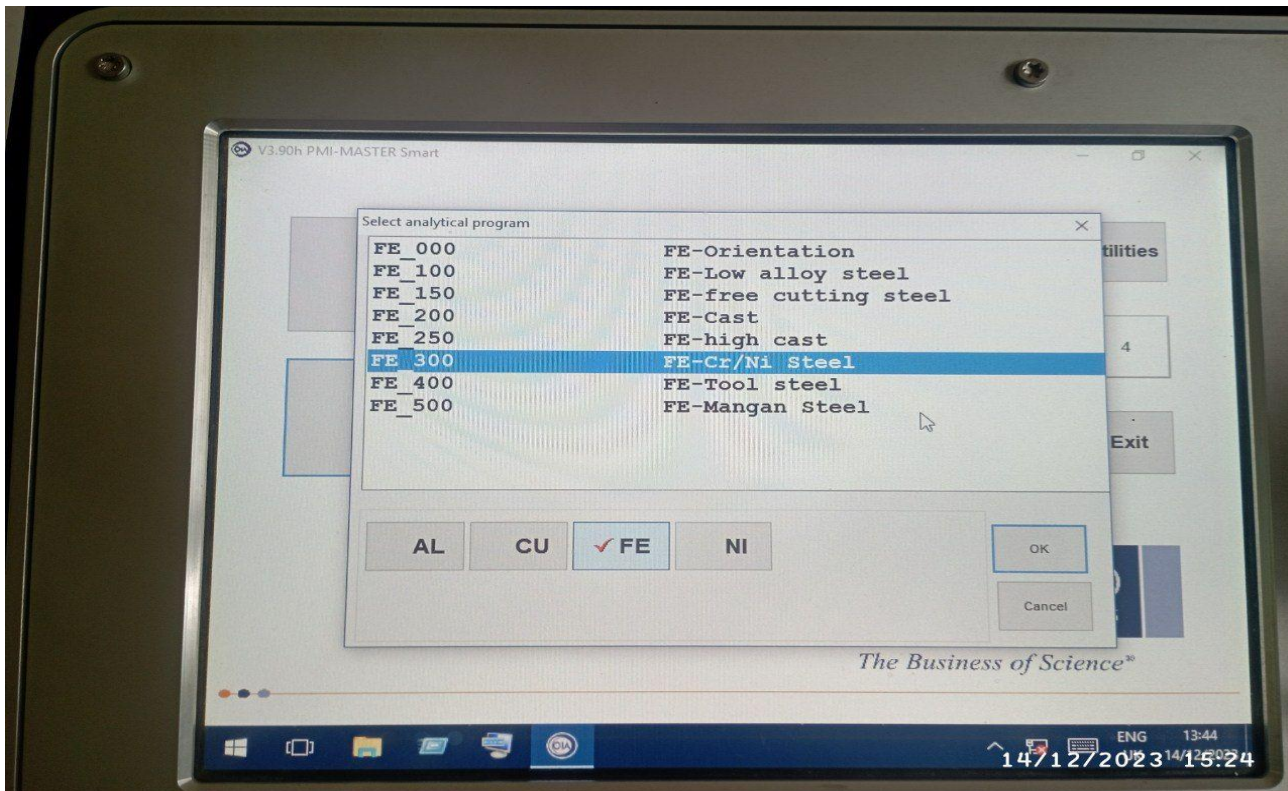 V3.90h PMI-MASTER Smart
Select analytical program
FE_000 FE-Orientation
FE_100 FE-Low alloy steel
FE_150 FE-free cutting steel
FE_200 FE-Cast
FE_250 FE-high cast
FE_300 FE-Cr/Ni Steel
FE_400 FE-Tool steel
FE_500 FE-Mangan Steel
tilities
4
Exit
AL CU FE NI
OK
Cancel
The Business of Science®
OIA
ENG 13:44
14/12/2023 15:24